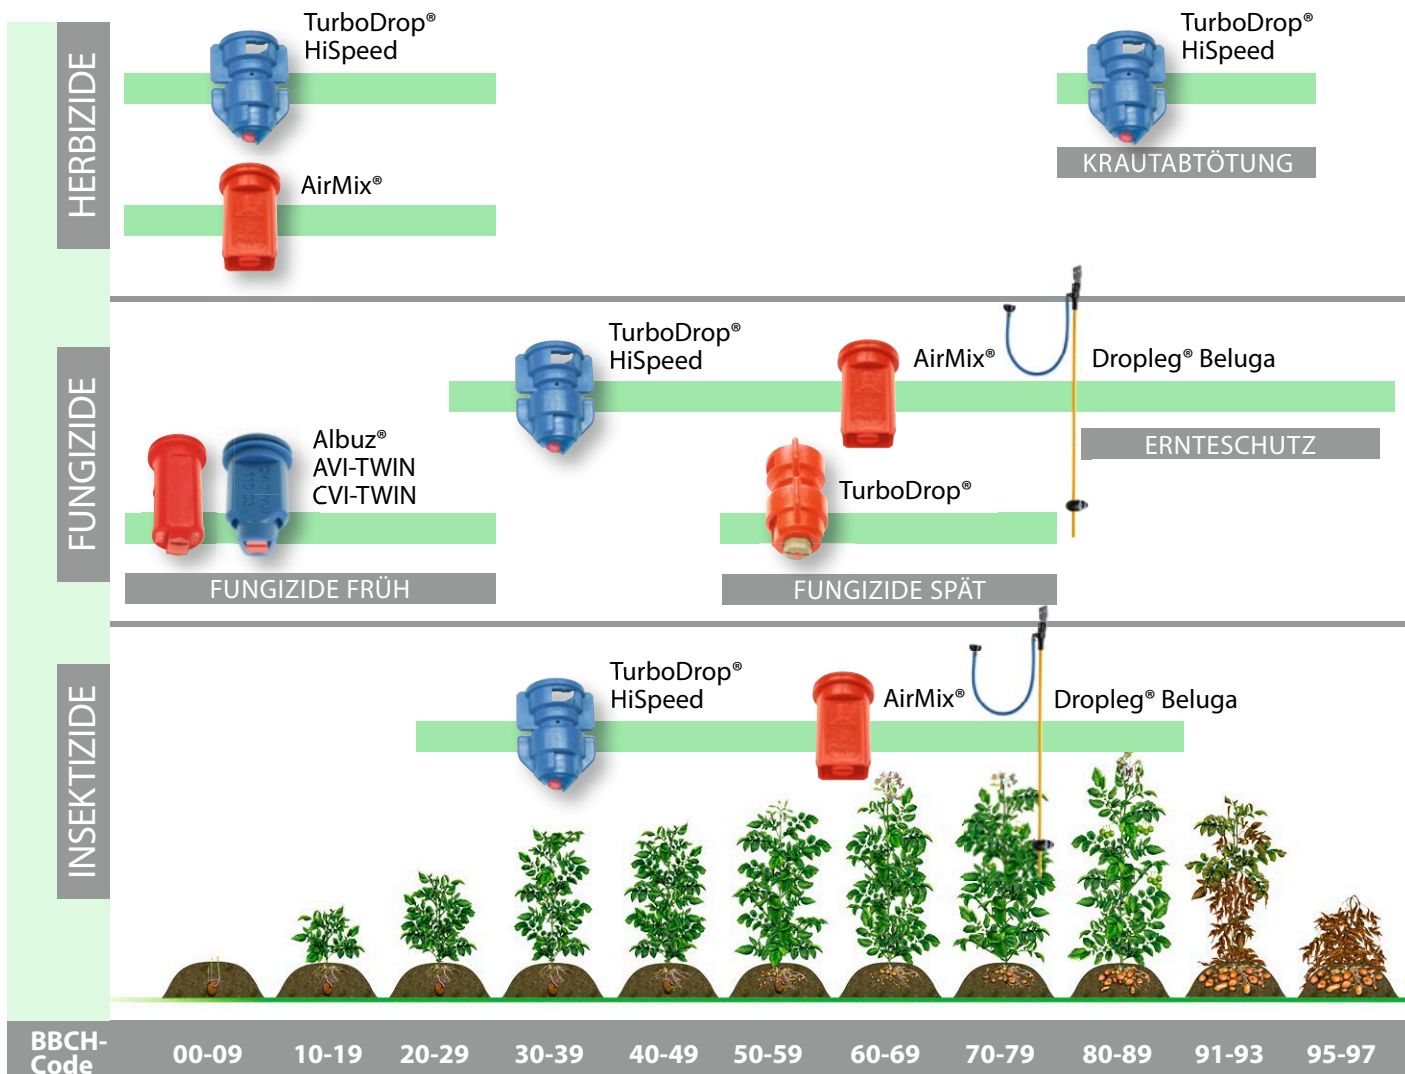 HERBIZIDE
TurboDrop®
HiSpeed
AirMix®
TurboDrop®
HiSpeed
KRAUTABTÖTUNG
FUNGIZIDE
TurboDrop®
HiSpeed
AirMix®
Dropleg® Beluga
ERNTESCHUTZ
Albuz®
AVI-TWIN
CVI-TWIN
TurboDrop®
FUNGIZIDE FRÜH
FUNGIZIDE SPÄT
INSEKTIZIDE
TurboDrop®
HiSpeed
AirMix®
Dropleg® Beluga
BBCH-
Code
00-09 10-19 20-29 30-39 40-49 50-59 60-69 70-79 80-89 91-93 95-97